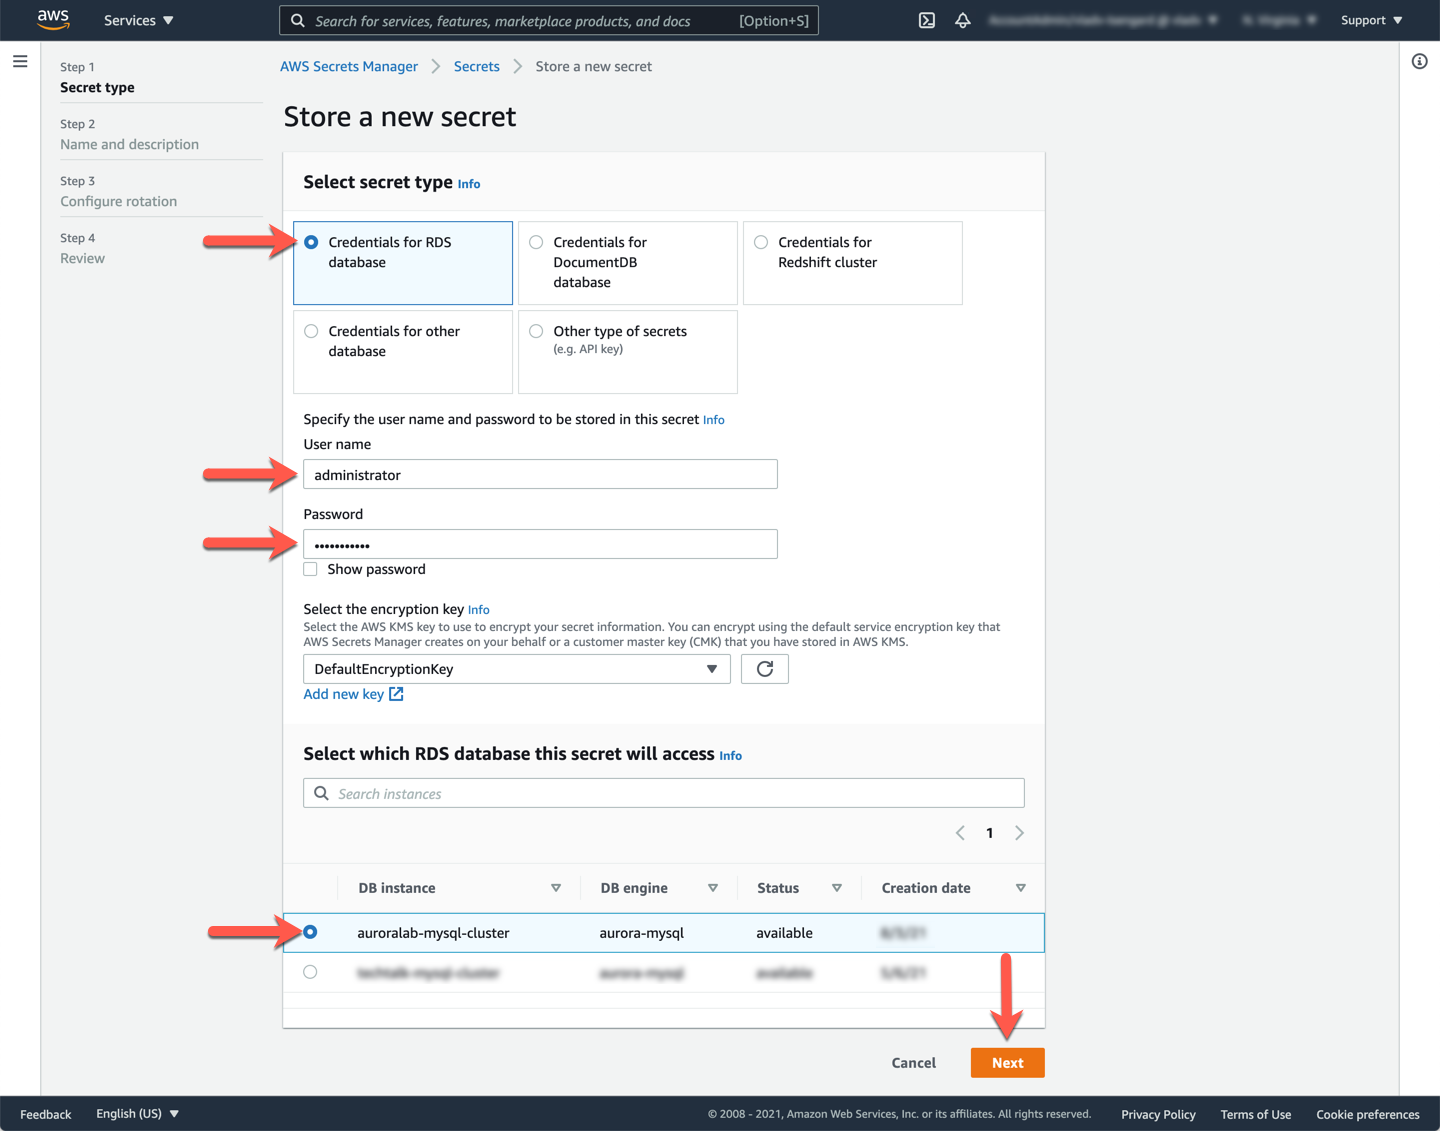 aws
Services
Search for services, features, marketplace products, and docs
[Option+S]
Support
Step 1
Secret type
Step 2
Name and description
Step 3
Configure rotation
Step 4
Review
AWS Secrets Manager
Secrets
Store a new secret
Store a new secret
Select secret type Info
Credentials for RDS
database
Credentials for
DocumentDB
database
Credentials for
Redshift cluster
Credentials for other
database
Other type of secrets
(e.g. API key)
Specify the user name and password to be stored in this secret Info
User name
administrator
Password
•••••••••••
Show password
Select the encryption key Info
Select the AWS KMS key to use to encrypt your secret information. You can encrypt using the default service encryption key that
AWS Secrets Manager creates on your behalf or a customer master key (CMK) that you have stored in AWS KMS.
DefaultEncryptionKey
Add new key
Select which RDS database this secret will access Info
Search instances
1
DB instance
DB engine
Status
Creation date
auroralab-mysql-cluster
aurora-mysql
available
Cancel
Next
Feedback
English (US)
© 2008 - 2021, Amazon Web Services, Inc. or its affiliates. All rights reserved.
Privacy Policy
Terms of Use
Cookie preferences